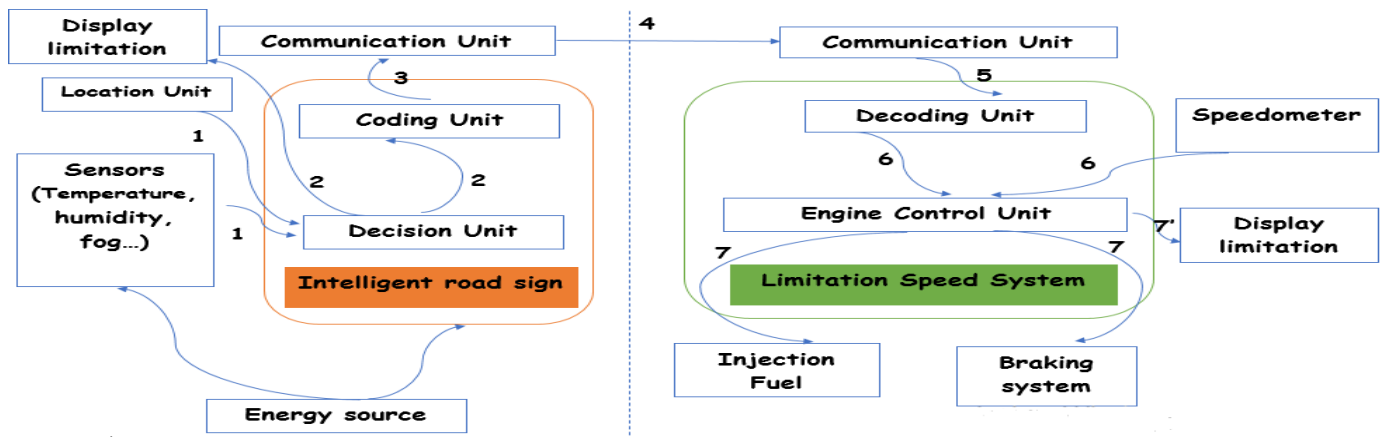 Display
limitation
Communication Unit
4
Communication Unit
Location Unit
3
5
Coding Unit
Decoding Unit
Speedometer
1
Sensors
(Temperature,
humidity,
fog...)
2
2
6
6
1
Decision Unit
Engine Control Unit
7'
Display
limitation
7
7
Intelligent road sign
Limitation Speed System
Injection
Fuel
Braking
system
Energy source